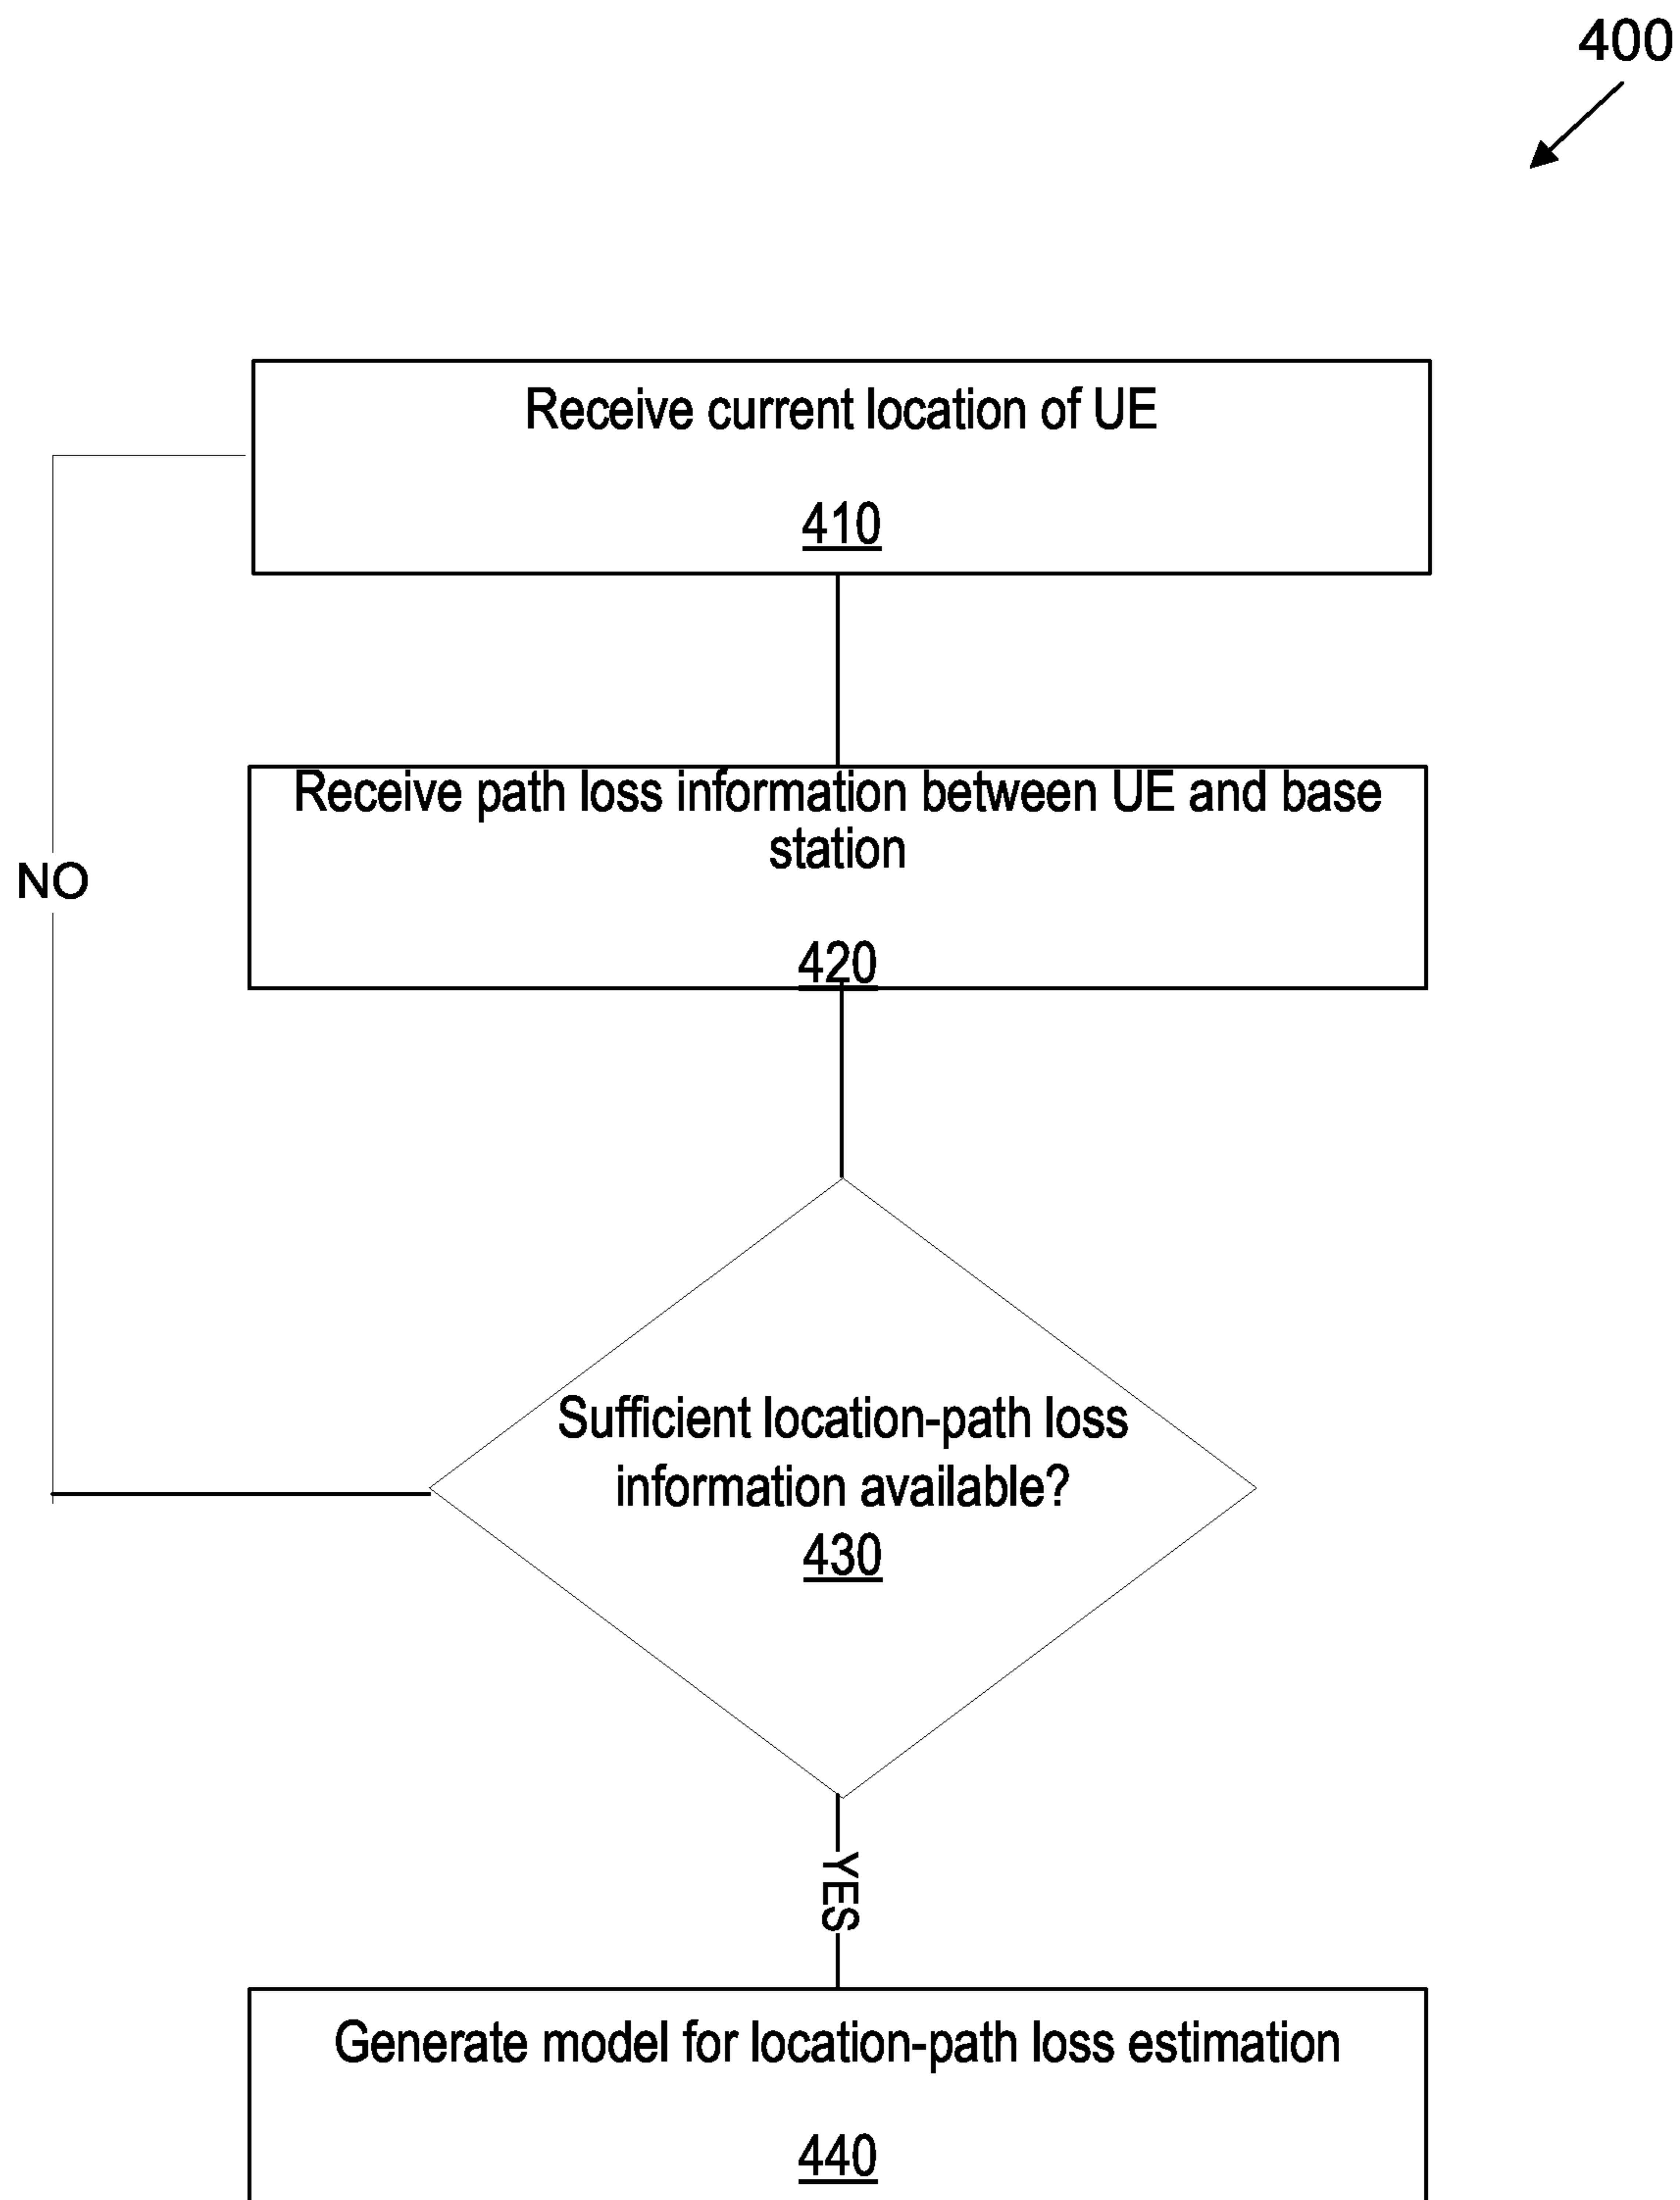 400
Receive current location of UE
410
Receive path loss information between UE and base
station
420
NO
Sufficient location-path loss
information available?
430
YES
Generate model for location-path loss estimation
440